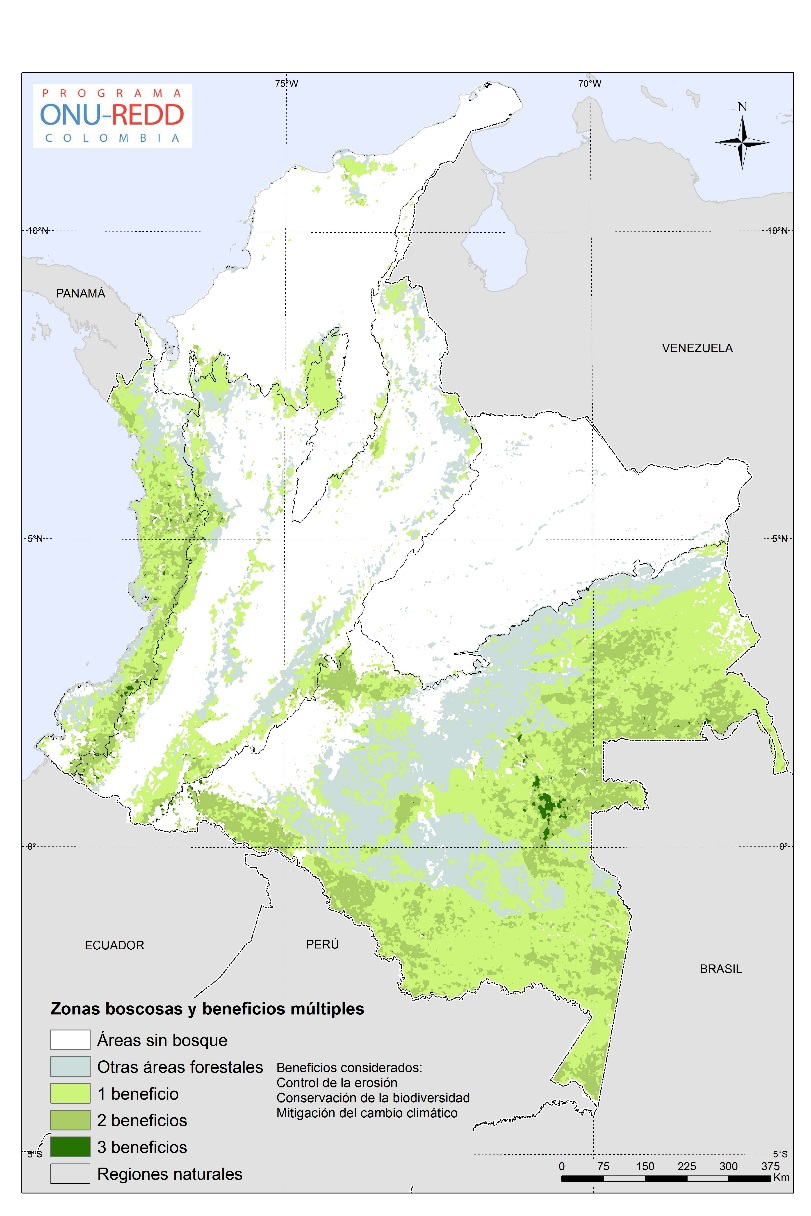 PROGRAMA
ONU-REDD
COLOMBIA
75°W
70°W
N
10°N
10°N
PANAMÁ
VENEZUELA
5°N
5°N
0°
0°
ECUADOR
PERÚ
BRASIL
Zonas boscosas y beneficios múltiples
Áreas sin bosque
Otras áreas forestales
1 beneficio
2 beneficios
3 beneficios
Regiones naturales
Beneficios considerados:
Control de la erosión
Conservación de la biodiversidad
Mitigación del cambio climático
5°S
5°S
0 75 150 225 300 375
Km